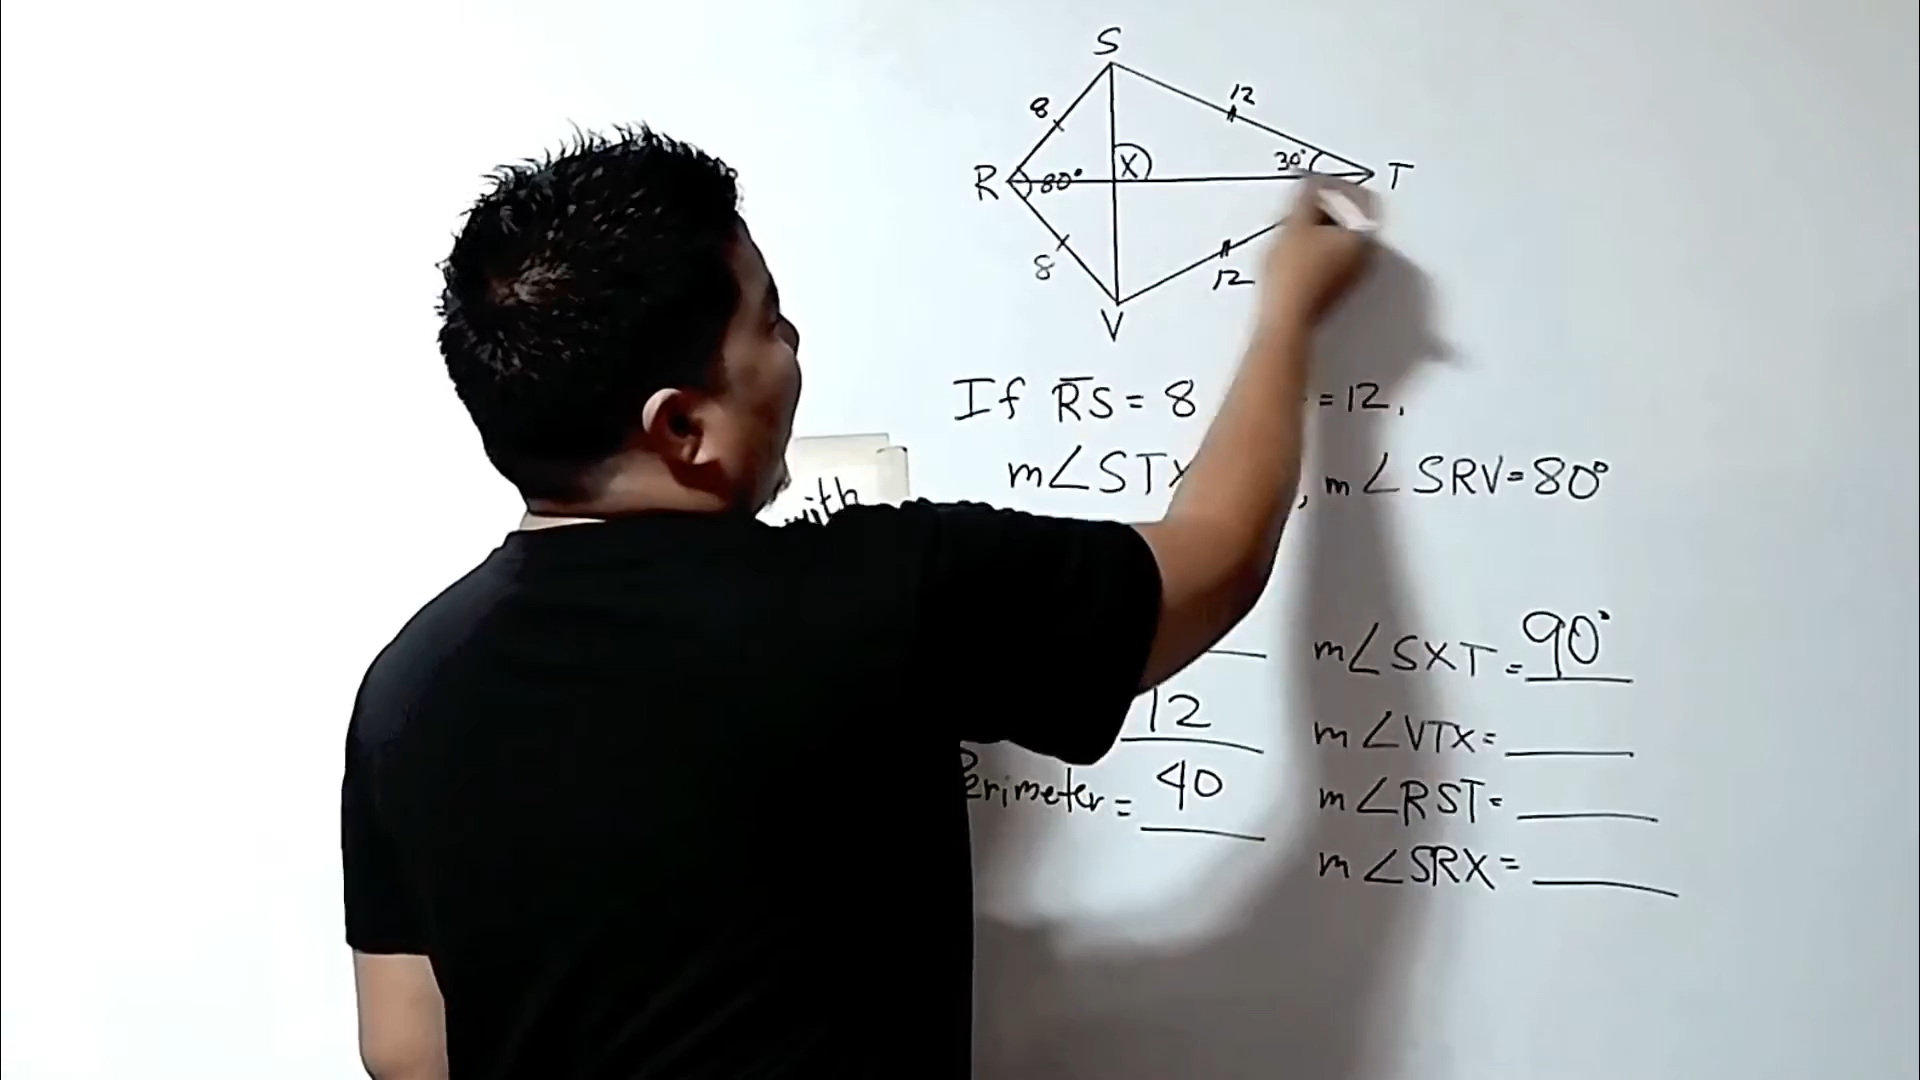 S
12
8
X
30°
R
80°
T
8
12
V
If RS = 8 = 12,
m∠STX , m∠SRV = 80°
with
m∠SXT = 90°
12
m∠VTX =
Perimeter = 40
m∠RST =
m∠SRX =